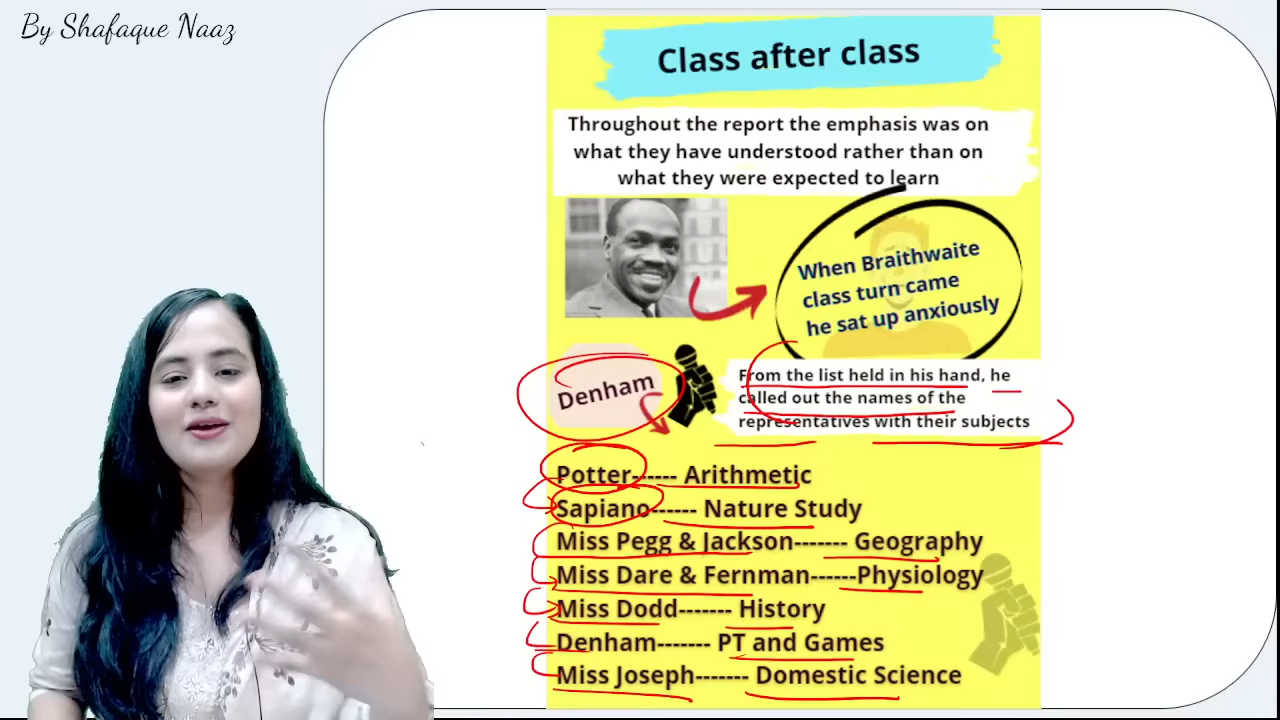 By Shafaque Naaz
Class after class
Throughout the report the emphasis was on
what they have understood rather than on
what they were expected to learn
When Braithwaite
class turn came
he sat up anxiously
Denham
From the list held in his hand, he
called out the names of the
representatives with their subjects
Potter------ Arithmetic
Sapiano------ Nature Study
Miss Pegg & Jackson------- Geography
Miss Dare & Fernman------Physiology
Miss Dodd------- History
Denham------- PT and Games
Miss Joseph------- Domestic Science